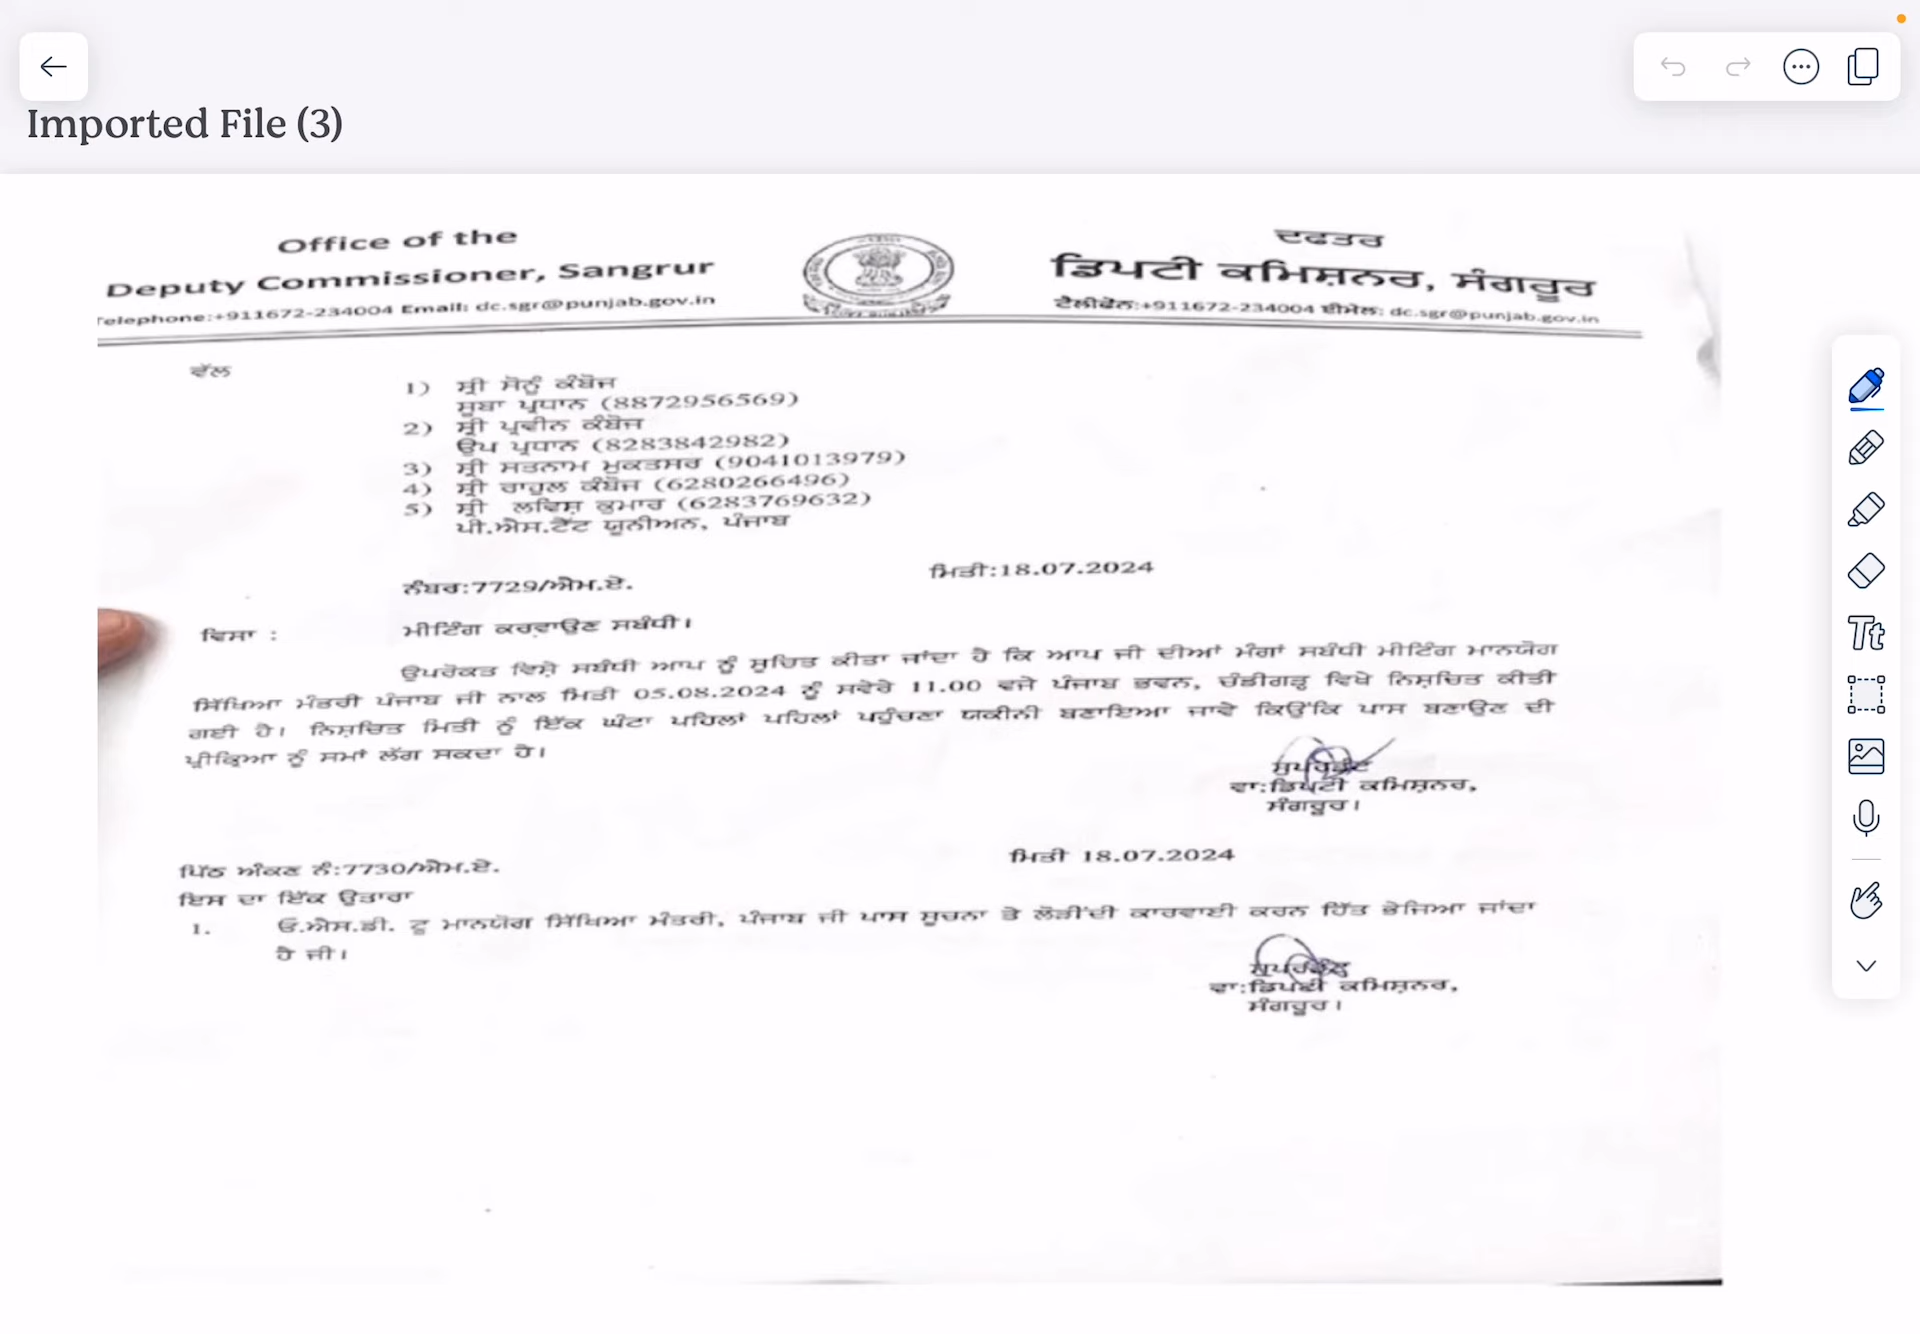 Imported File (3)
Office of the
Deputy Commissioner, Sangrur
Telephone:+911672-234004 Email: dc.sgr@punjab.gov.in
ਦਫਤਰ
ਡਿਪਟੀ ਕਮਿਸ਼ਨਰ, ਸੰਗਰੂਰ
ਟੈਲੀਫੋਨ:+911672-234004 ਈਮੇਲ: dc.sgr@punjab.gov.in
ਵੱਲ
1) ਸ੍ਰੀ ਸੋਨੂੰ ਕੰਬੋਜ
ਸੂਬਾ ਪ੍ਰਧਾਨ (8872956569)
2) ਸ੍ਰੀ ਪ੍ਰਵੀਨ ਕੰਬੋਜ
ਉਪ ਪ੍ਰਧਾਨ (8283842982)
3) ਸ੍ਰੀ ਸਤਨਾਮ ਮੁਕਤਸਰ (9041013979)
4) ਸ੍ਰੀ ਰਾਹੁਲ ਕੰਬੋਜ (6280266496)
5) ਸ੍ਰੀ ਲਵਿਸ਼ ਕੁਮਾਰ (6283769632)
ਪੀ.ਐਸ.ਟੈਂਟ ਯੂਨੀਅਨ, ਪੰਜਾਬ
ਨੰਬਰ:7729/ਐਮ.ਏ. ਮਿਤੀ:18.07.2024
ਵਿਸਾ : ਮੀਟਿੰਗ ਕਰਵਾਉਣ ਸਬੰਧੀ।
ਉਪਰੋਕਤ ਵਿਸ਼ੇ ਸਬੰਧੀ ਆਪ ਨੂੰ ਸੂਚਿਤ ਕੀਤਾ ਜਾਂਦਾ ਹੈ ਕਿ ਆਪ ਜੀ ਦੀਆਂ ਮੰਗਾਂ ਸਬੰਧੀ ਮੀਟਿੰਗ ਮਾਨਯੋਗ
ਸਿੱਖਿਆ ਮੰਤਰੀ ਪੰਜਾਬ ਜੀ ਨਾਲ ਮਿਤੀ 05.08.2024 ਨੂੰ ਸਵੇਰੇ 11.00 ਵਜੇ ਪੰਜਾਬ ਭਵਨ, ਚੰਡੀਗੜ੍ਹ ਵਿਖੇ ਨਿਸ਼ਚਿਤ ਕੀਤੀ
ਗਈ ਹੈ। ਨਿਸ਼ਚਿਤ ਮਿਤੀ ਨੂੰ ਇੱਕ ਘੰਟਾ ਪਹਿਲਾਂ ਪਹਿਲਾਂ ਪਹੁੰਚਣਾ ਯਕੀਨੀ ਬਣਾਇਆ ਜਾਵੇ ਕਿਉਂਕਿ ਪਾਸ ਬਣਾਉਣ ਦੀ
ਪ੍ਰੀਕ੍ਰਿਆ ਨੂੰ ਸਮਾਂ ਲੱਗ ਸਕਦਾ ਹੈ।
ਸੁਪਰਡੰਟ
ਵਾ:ਡਿਪਟੀ ਕਮਿਸ਼ਨਰ,
ਸੰਗਰੂਰ।
ਪਿੱਠ ਅੰਕਣ ਨੰ:7730/ਐਮ.ਏ. ਮਿਤੀ 18.07.2024
ਇਸ ਦਾ ਇੱਕ ਉਤਾਰਾ
1. ਓ.ਐਸ.ਡੀ. ਟੂ ਮਾਨਯੋਗ ਸਿੱਖਿਆ ਮੰਤਰੀ, ਪੰਜਾਬ ਜੀ ਪਾਸ ਸੂਚਨਾ ਤੇ ਲੋੜੀਂਦੀ ਕਾਰਵਾਈ ਕਰਨ ਹਿੱਤ ਭੇਜਿਆ ਜਾਂਦਾ
ਹੈ ਜੀ।
ਸੁਪਰਡੰਟ
ਵਾ:ਡਿਪਟੀ ਕਮਿਸ਼ਨਰ,
ਸੰਗਰੂਰ।
Tt